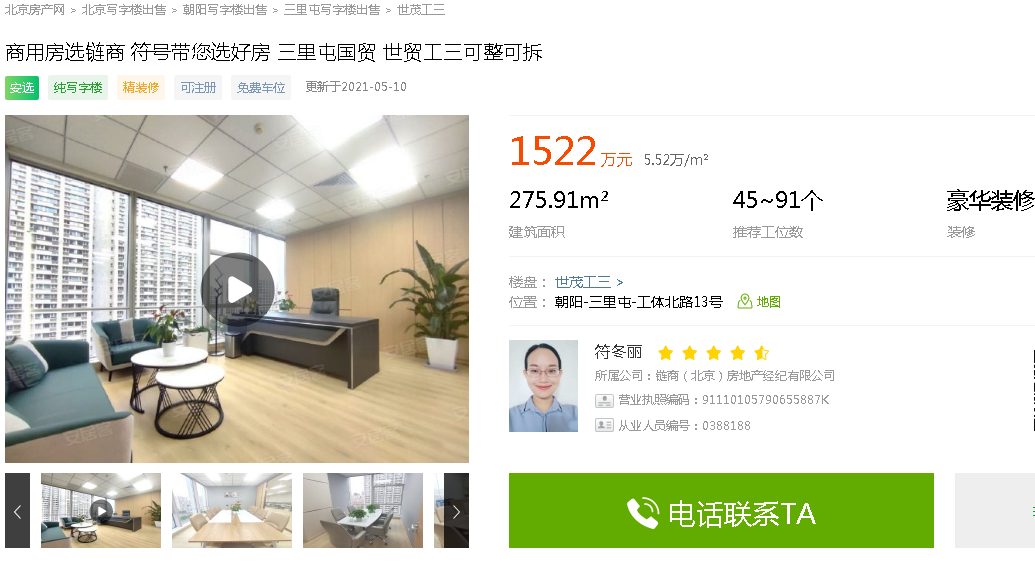 北京房产网 > 北京写字楼出售 > 朝阳写字楼出售 > 三里屯写字楼出售 > 世茂工三
商用房选链商 符号带您选好房 三里屯国贸 世贸工三可整可拆
安选 纯写字楼 精装修 可注册 免费车位 更新于2021-05-10
1522万元 5.52万/m²
275.91m² 45~91个 豪华装修
建筑面积 推荐工位数 装修
楼盘： 世茂工三 >
位置： 朝阳-三里屯-工体北路13号 地图
符冬丽
所属公司：链商（北京）房地产经纪有限公司
营业执照编码：91110105790655887K
从业人员编号：0388188
安居客
电话联系TA